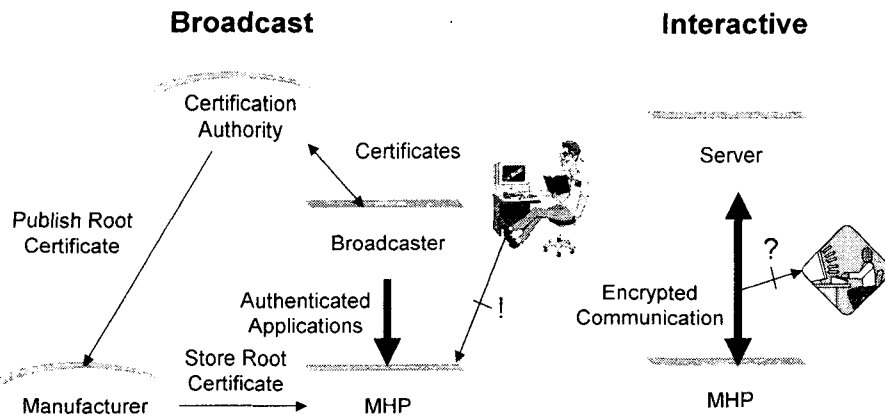 Broadcast
Interactive
Certification
Authority
Certificates
Server
Publish Root
Certificate
Broadcaster
?
Authenticated
Applications
!
Encrypted
Communication
Store Root
Certificate
Manufacturer
MHP
MHP